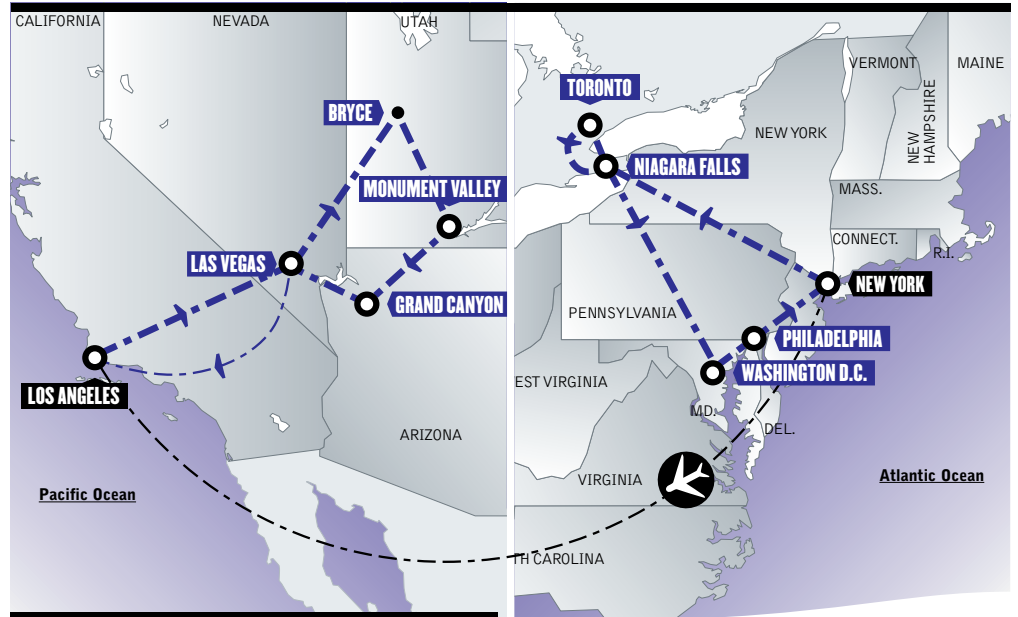 CALIFORNIA
NEVADA
UTAH
BRYCE
MONUMENT VALLEY
LAS VEGAS
GRAND CANYON
LOS ANGELES
ARIZONA
Pacific Ocean
TORONTO
VERMONT
MAINE
NEW YORK
NEW
HAMPSHIRE
NIAGARA FALLS
MASS.
CONNECT.
R.I.
NEW YORK
PENNSYLVANIA
PHILADELPHIA
WASHINGTON D.C.
EST VIRGINIA
MD.
DEL.
VIRGINIA
Atlantic Ocean
TH CAROLINA